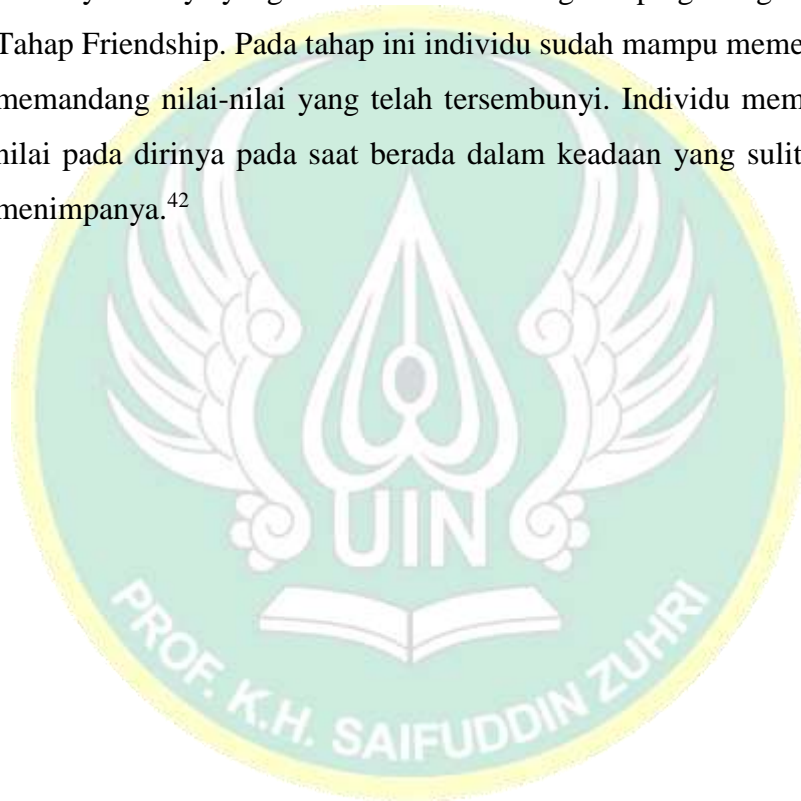 Tahap Friendship. Pada tahap ini individu sudah mampu meme
memandang nilai-nilai yang telah tersembunyi. Individu mem
nilai pada dirinya pada saat berada dalam keadaan yang sulit
menimpanya.42
UIN
PROF. K.H. SAIFUDDIN ZUHRI